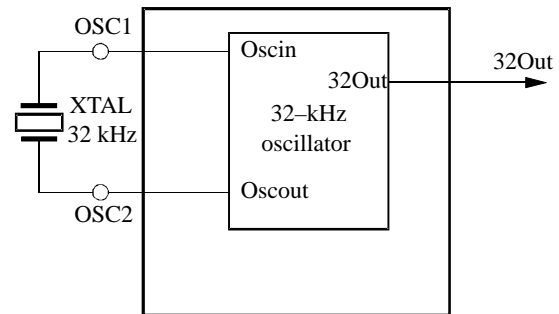 OSC1
Oscin
32Out
32Out
XTAL
32 kHz
32–kHz
oscillator
Oscout
OSC2